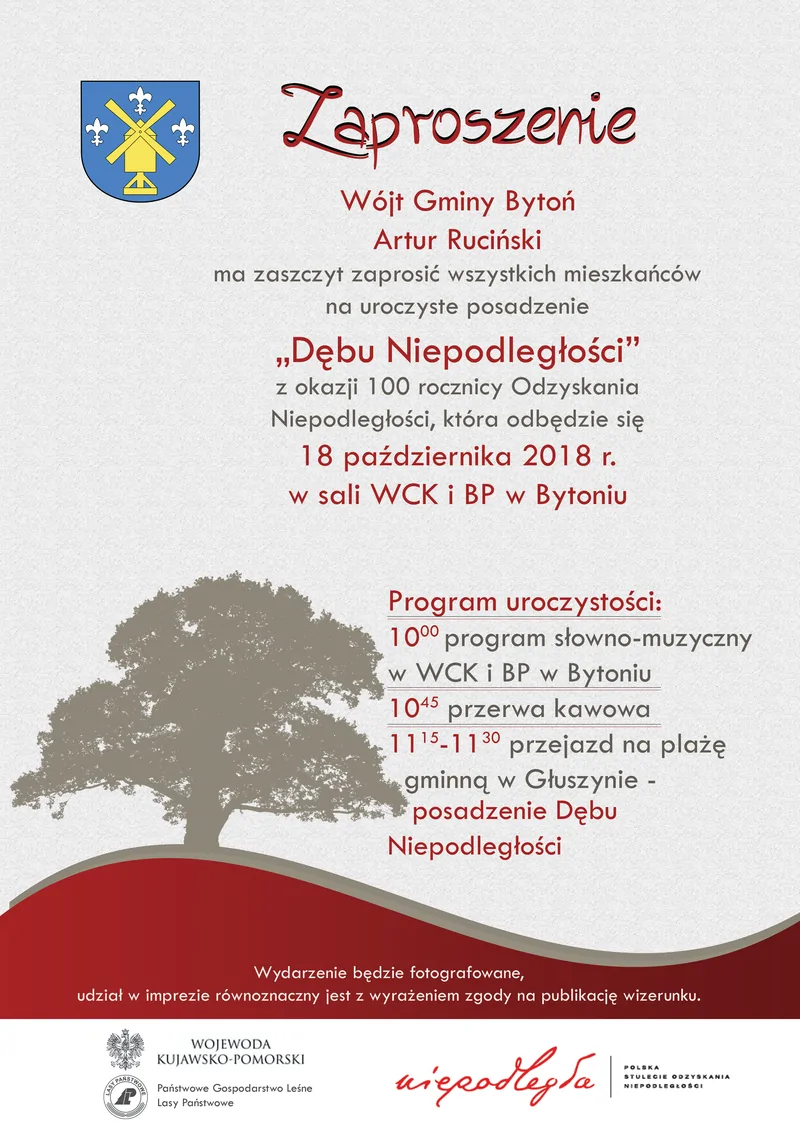 Zaproszenie
Wójt Gminy Bytoń
Artur Ruciński
ma zaszczyt zaprosić wszystkich mieszkańców
na uroczyste posadzenie
„Dębu Niepodległości”
z okazji 100 rocznicy Odzyskania
Niepodległości, która odbędzie się
18 października 2018 r.
w sali WCK i BP w Bytoniu
Program uroczystości:
10⁰⁰ program słowno-muzyczny
w WCK i BP w Bytoniu
10⁴⁵ przerwa kawowa
11¹⁵-11³⁰ przejazd na plażę
gminną w Głuszynie -
posadzenie Dębu
Niepodległości
Wydarzenie będzie fotografowane,
udział w imprezie równoznaczny jest z wyrażeniem zgody na publikację wizerunku.
WOJEWODA
KUJAWSKO-POMORSKI
LASY PAŃSTWOWE
Państwowe Gospodarstwo Leśne
Lasy Państwowe
niepodległa
POLSKA
STULECIE ODZYSKANIA
NIEPODLEGŁOŚCI